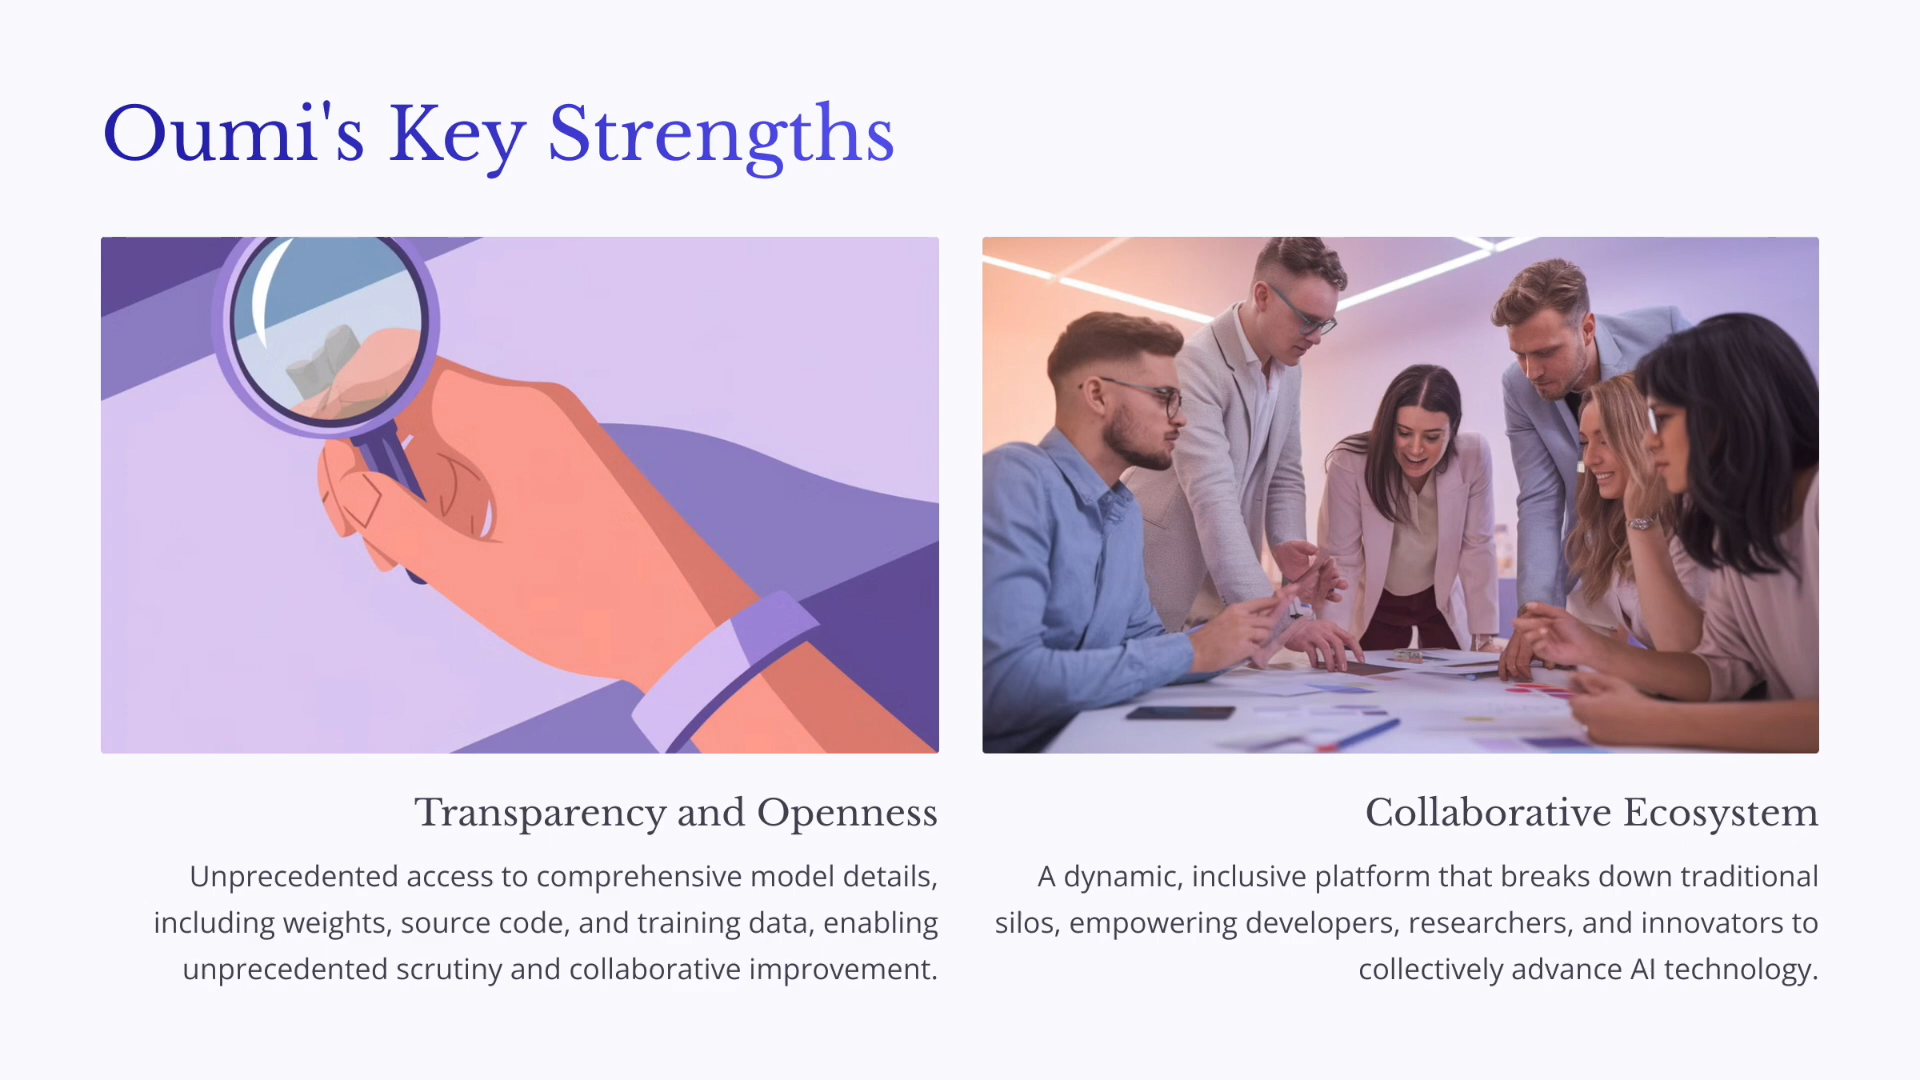 Oumi's Key Strengths
Transparency and Openness
Unprecedented access to comprehensive model details,
including weights, source code, and training data, enabling
unprecedented scrutiny and collaborative improvement.
Collaborative Ecosystem
A dynamic, inclusive platform that breaks down traditional
silos, empowering developers, researchers, and innovators to
collectively advance AI technology.